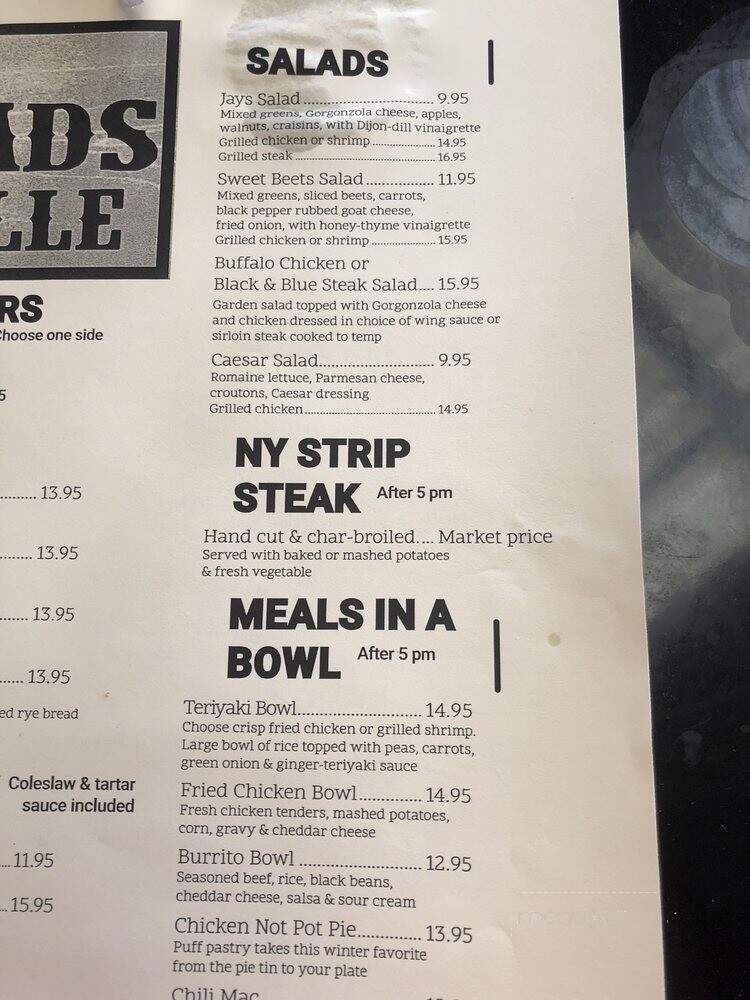 ADS
LLE
RS
Choose one side
5
......... 13.95
........ 13.95
....... 13.95
...... 13.95
ed rye bread
Coleslaw & tartar
sauce included
...11.95
...15.95
SALADS
Jays Salad.................................. 9.95
Mixed greens, Gorgonzola cheese, apples,
walnuts, craisins, with Dijon-dill vinaigrette
Grilled chicken or shrimp .................. 14.95
Grilled steak ........................................ 16.95
Sweet Beets Salad.................. 11.95
Mixed greens, sliced beets, carrots,
black pepper rubbed goat cheese,
fried onion, with honey-thyme vinaigrette
Grilled chicken or shrimp .................. 15.95
Buffalo Chicken or
Black & Blue Steak Salad.... 15.95
Garden salad topped with Gorgonzola cheese
and chicken dressed in choice of wing sauce or
sirloin steak cooked to temp
Caesar Salad.............................. 9.95
Romaine lettuce, Parmesan cheese,
croutons, Caesar dressing
Grilled chicken..................................... 14.95
NY STRIP
STEAK After 5 pm
Hand cut & char-broiled.... Market price
Served with baked or mashed potatoes
& fresh vegetable
MEALS IN A
BOWL After 5 pm
Teriyaki Bowl............................... 14.95
Choose crisp fried chicken or grilled shrimp.
Large bowl of rice topped with peas, carrots,
green onion & ginger-teriyaki sauce
Fried Chicken Bowl................ 14.95
Fresh chicken tenders, mashed potatoes,
corn, gravy & cheddar cheese
Burrito Bowl ............................... 12.95
Seasoned beef, rice, black beans,
cheddar cheese, salsa & sour cream
Chicken Not Pot Pie................ 13.95
Puff pastry takes this winter favorite
from the pie tin to your plate
Chili Mac